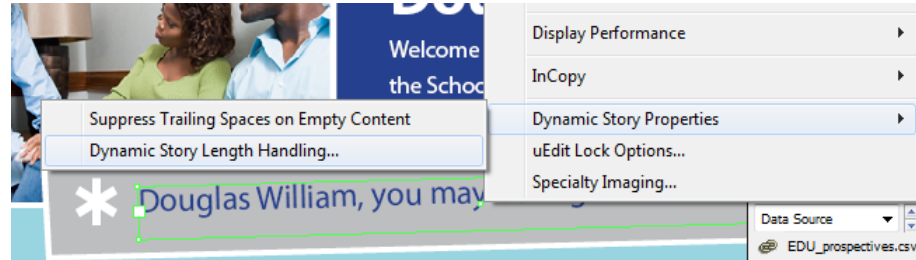 Welcome
the Schoo
Display Performance
InCopy
Dynamic Story Properties
uEdit Lock Options...
Specialty Imaging...
Suppress Trailing Spaces on Empty Content
Dynamic Story Length Handling...
* Douglas William, you may
Data Source
EDU_prospectives.csv